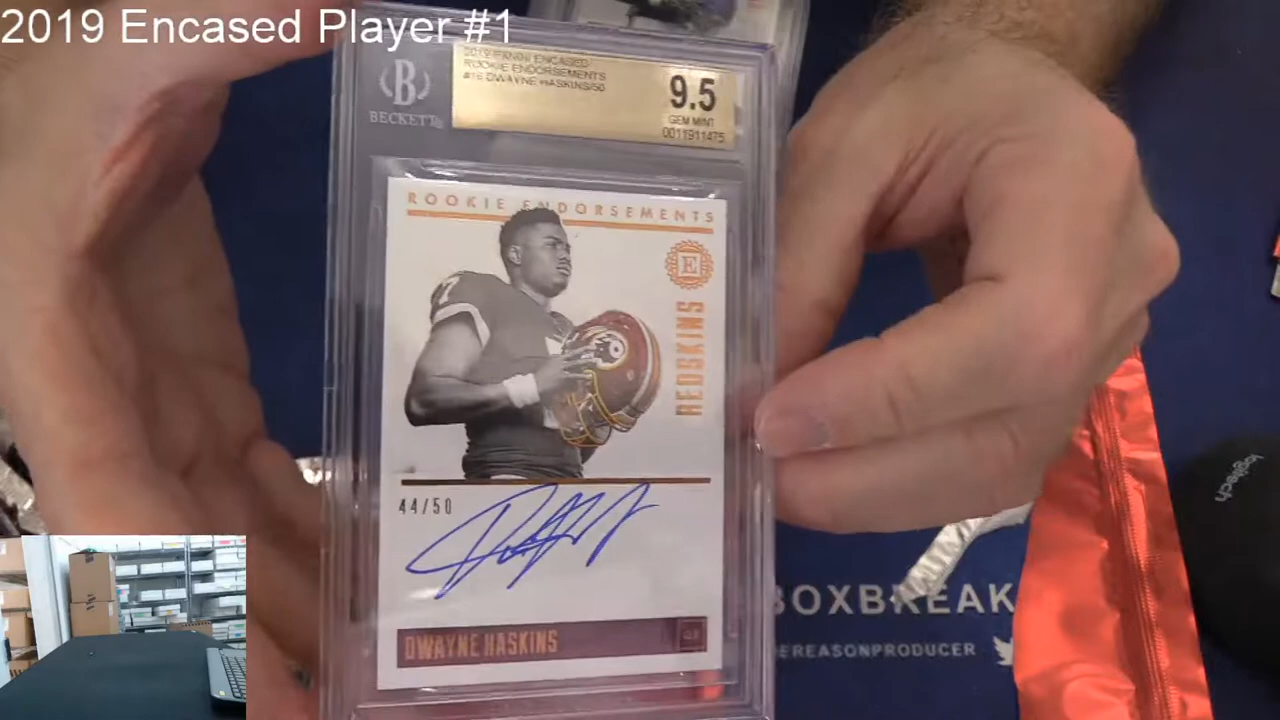 2019 Encased Player #1
B
BECKETT
2019 PANINI ENCASED
ROOKIE ENDORSEMENTS
#16 DWAYNE HASKINS/50
9.5
GEM MINT
0011911475
ROOKIE ENDORSEMENTS
E
REDSKINS
44/50
DWAYNE HASKINS
QB
logitech
BOXBREAK
EREASONPRODUCER